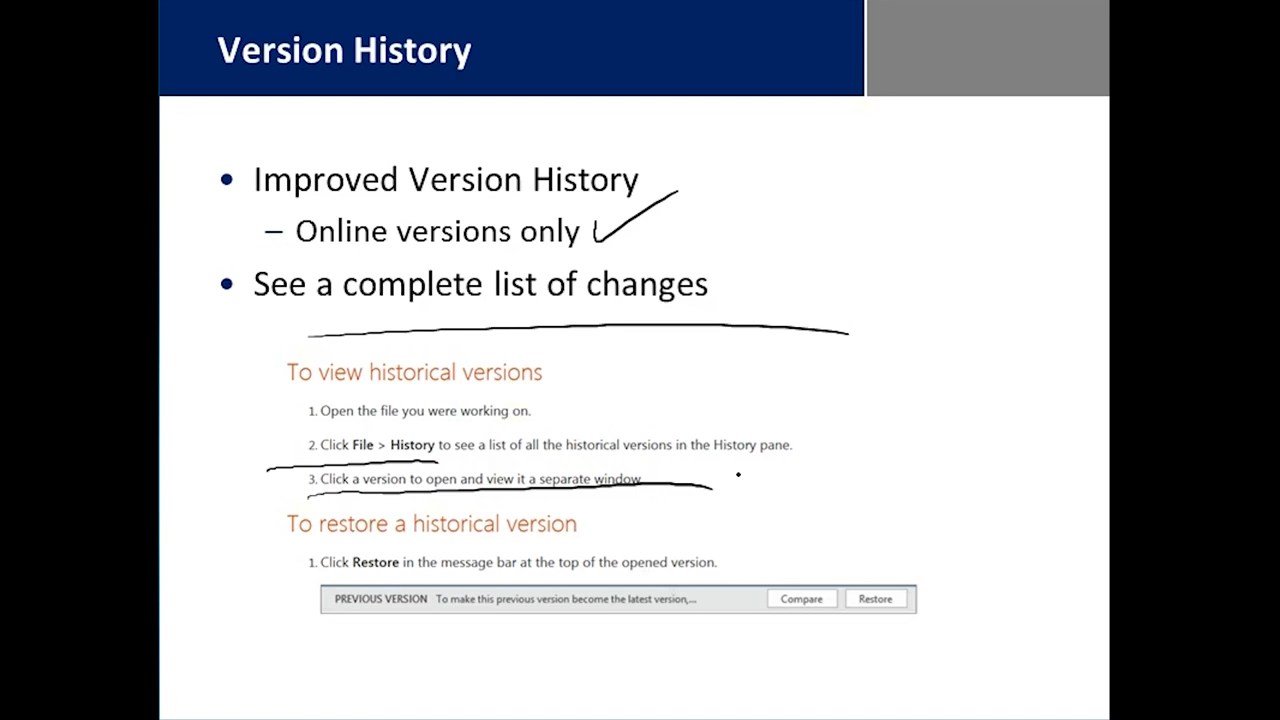 Version History
• Improved Version History
– Online versions only
• See a complete list of changes
To view historical versions
1. Open the file you were working on.
2. Click File > History to see a list of all the historical versions in the History pane.
3. Click a version to open and view it a separate window.
To restore a historical version
1. Click Restore in the message bar at the top of the opened version.
PREVIOUS VERSION To make this previous version become the latest version,... Compare Restore